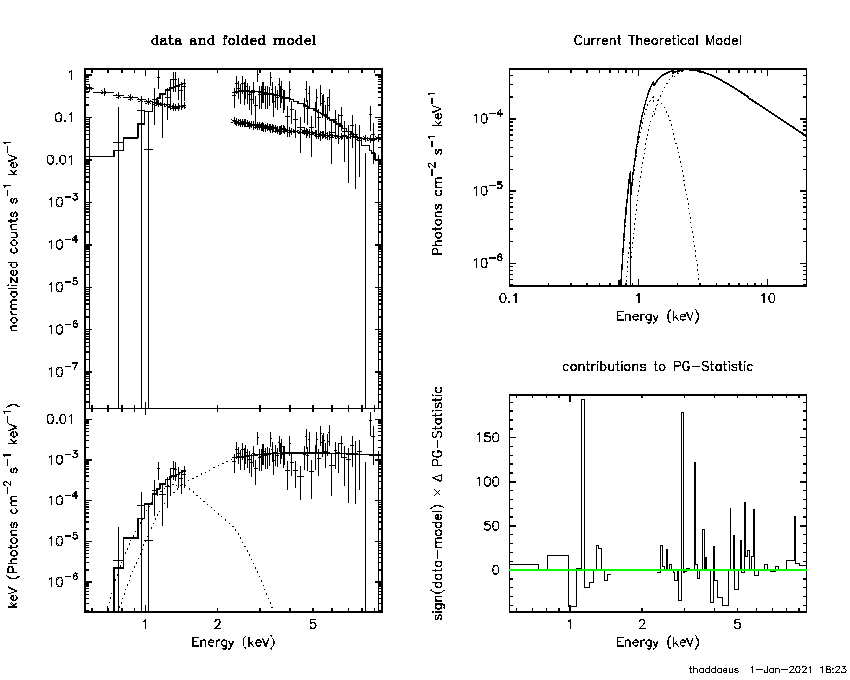 data and folded model
normalized counts s⁻¹ keV⁻¹
1
0.1
0.01
10⁻³
10⁻⁴
10⁻⁵
10⁻⁶
10⁻⁷
keV (Photons cm⁻² s⁻¹ keV⁻¹)
0.01
10⁻³
10⁻⁴
10⁻⁵
10⁻⁶
1 5
Energy (keV)
Current Theoretical Model
Photons cm⁻² s⁻¹ keV⁻¹
10⁻⁴
10⁻⁵
10⁻⁶
0.1 1 10
Energy (keV)
contributions to PG−Statistic
sign(data−model) × Δ PG−Statistic
150
100
50
0
1 2 5
Energy (keV)
thaddaeus 1−Jan−2021 18:23